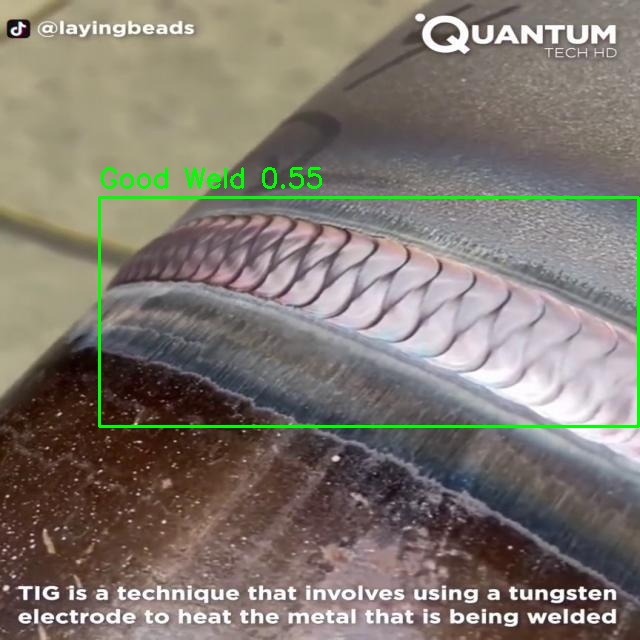 @layingbeads
QUANTUM
TECH HD
Good Weld 0.55
TIG is a technique that involves using a tungsten
electrode to heat the metal that is being welded